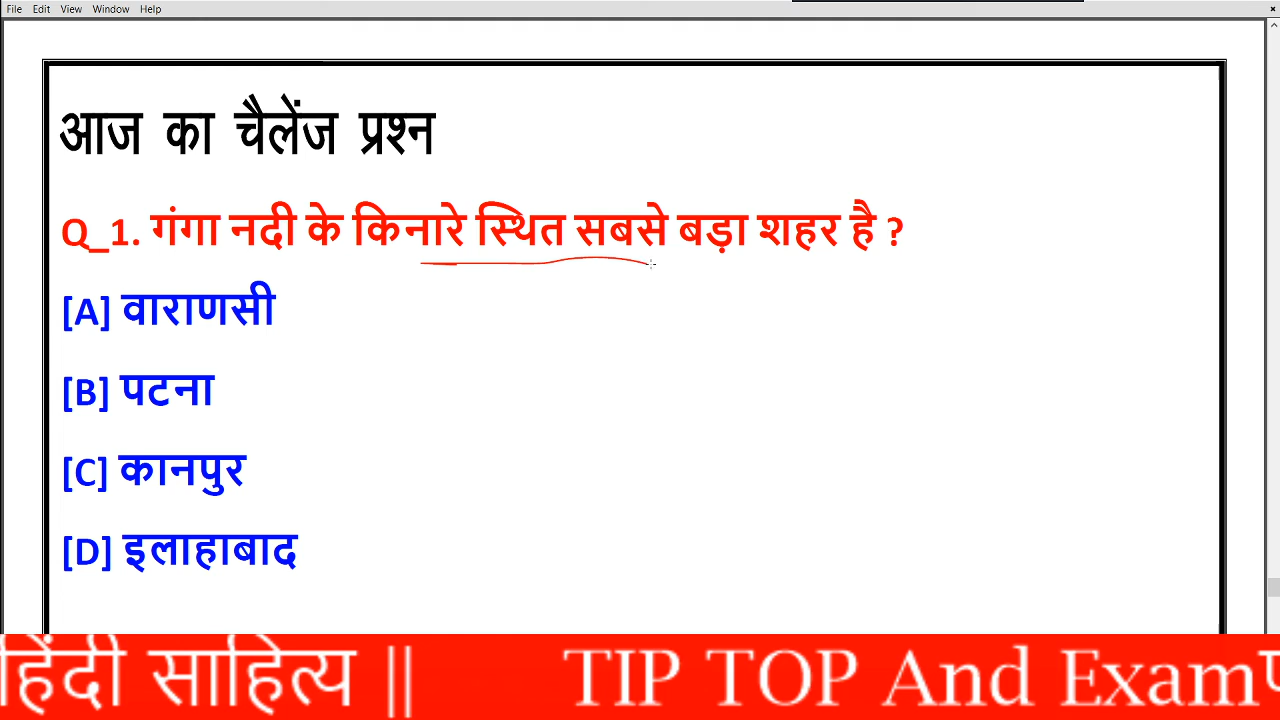 File Edit View Window Help
आज का चैलेंज प्रश्न
Q_1. गंगा नदी के किनारे स्थित सबसे बड़ा शहर है ?
[A] वाराणसी
[B] पटना
[C] कानपुर
[D] इलाहाबाद
हिंदी साहित्य || TIP TOP And Exam